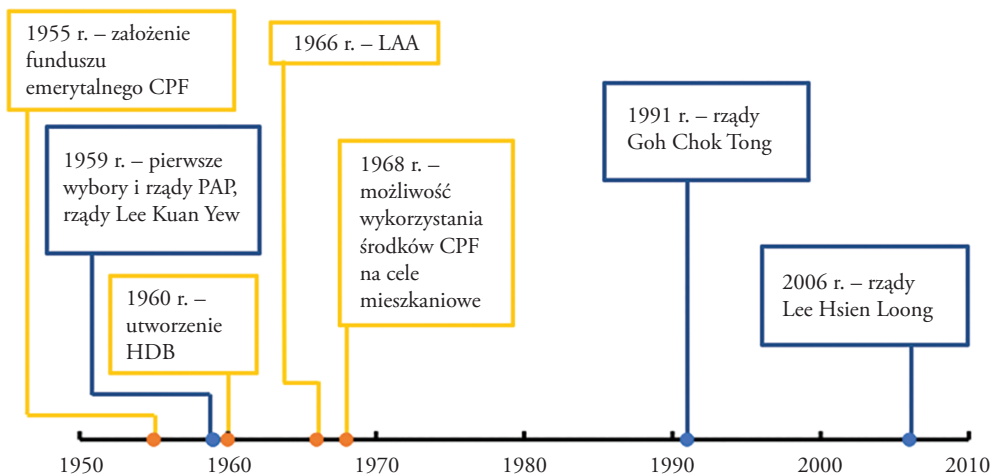 1955 r. – założenie
funduszu
emerytalnego CPF
1959 r. – pierwsze
wybory i rządy PAP,
rządy Lee Kuan Yew
1960 r. –
utworzenie
HDB
1966 r. – LAA
1968 r. –
możliwość
wykorzystania
środków CPF
na cele
mieszkaniowe
1991 r. – rządy
Goh Chok Tong
2006 r. – rządy
Lee Hsien Loong
1950 1960 1970 1980 1990 2000 2010